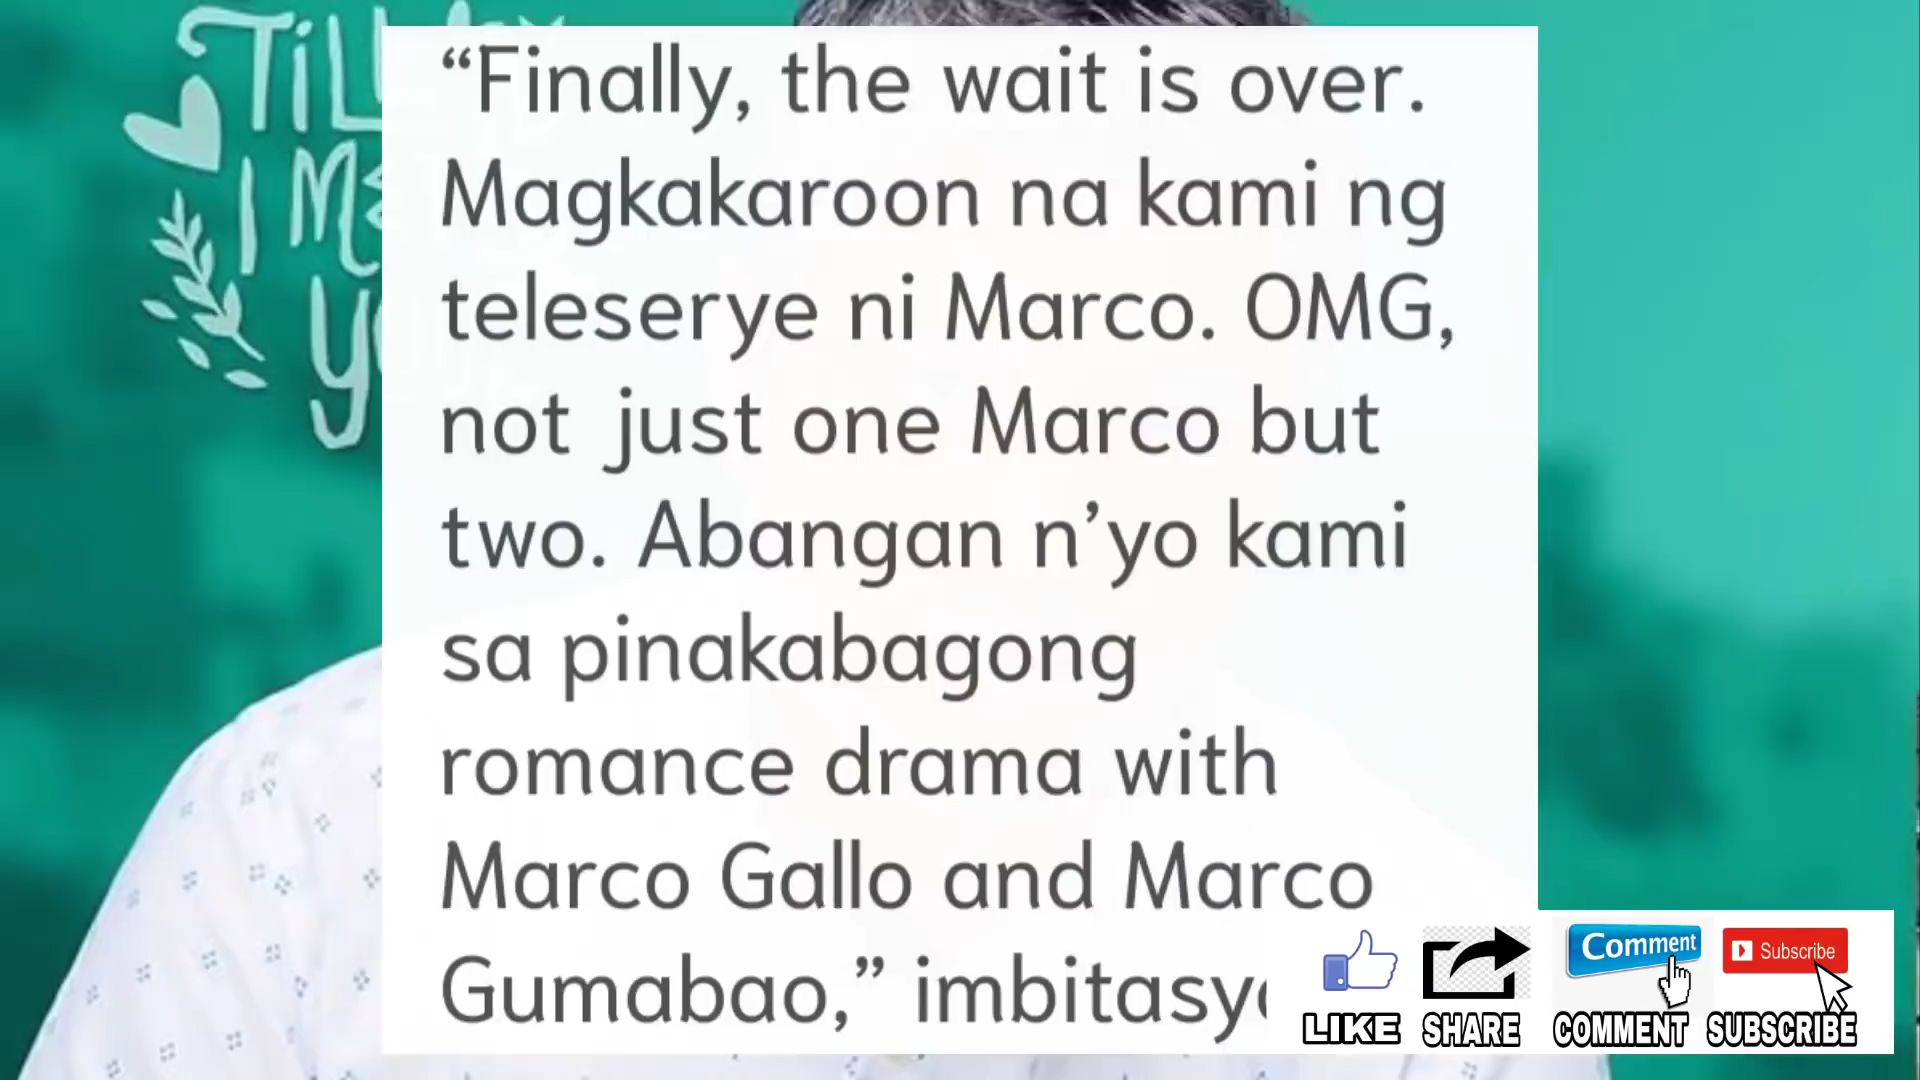 TiLL
I
“Finally, the wait is over.
Magkakaroon na kami ng
teleserye ni Marco. OMG,
not just one Marco but
two. Abangan n’yo kami
sa pinakabagong
romance drama with
Marco Gallo and Marco
Gumabao,” imbitasyo
Comment
Subscribe
LIKE SHARE COMMENT SUBSCRIBE